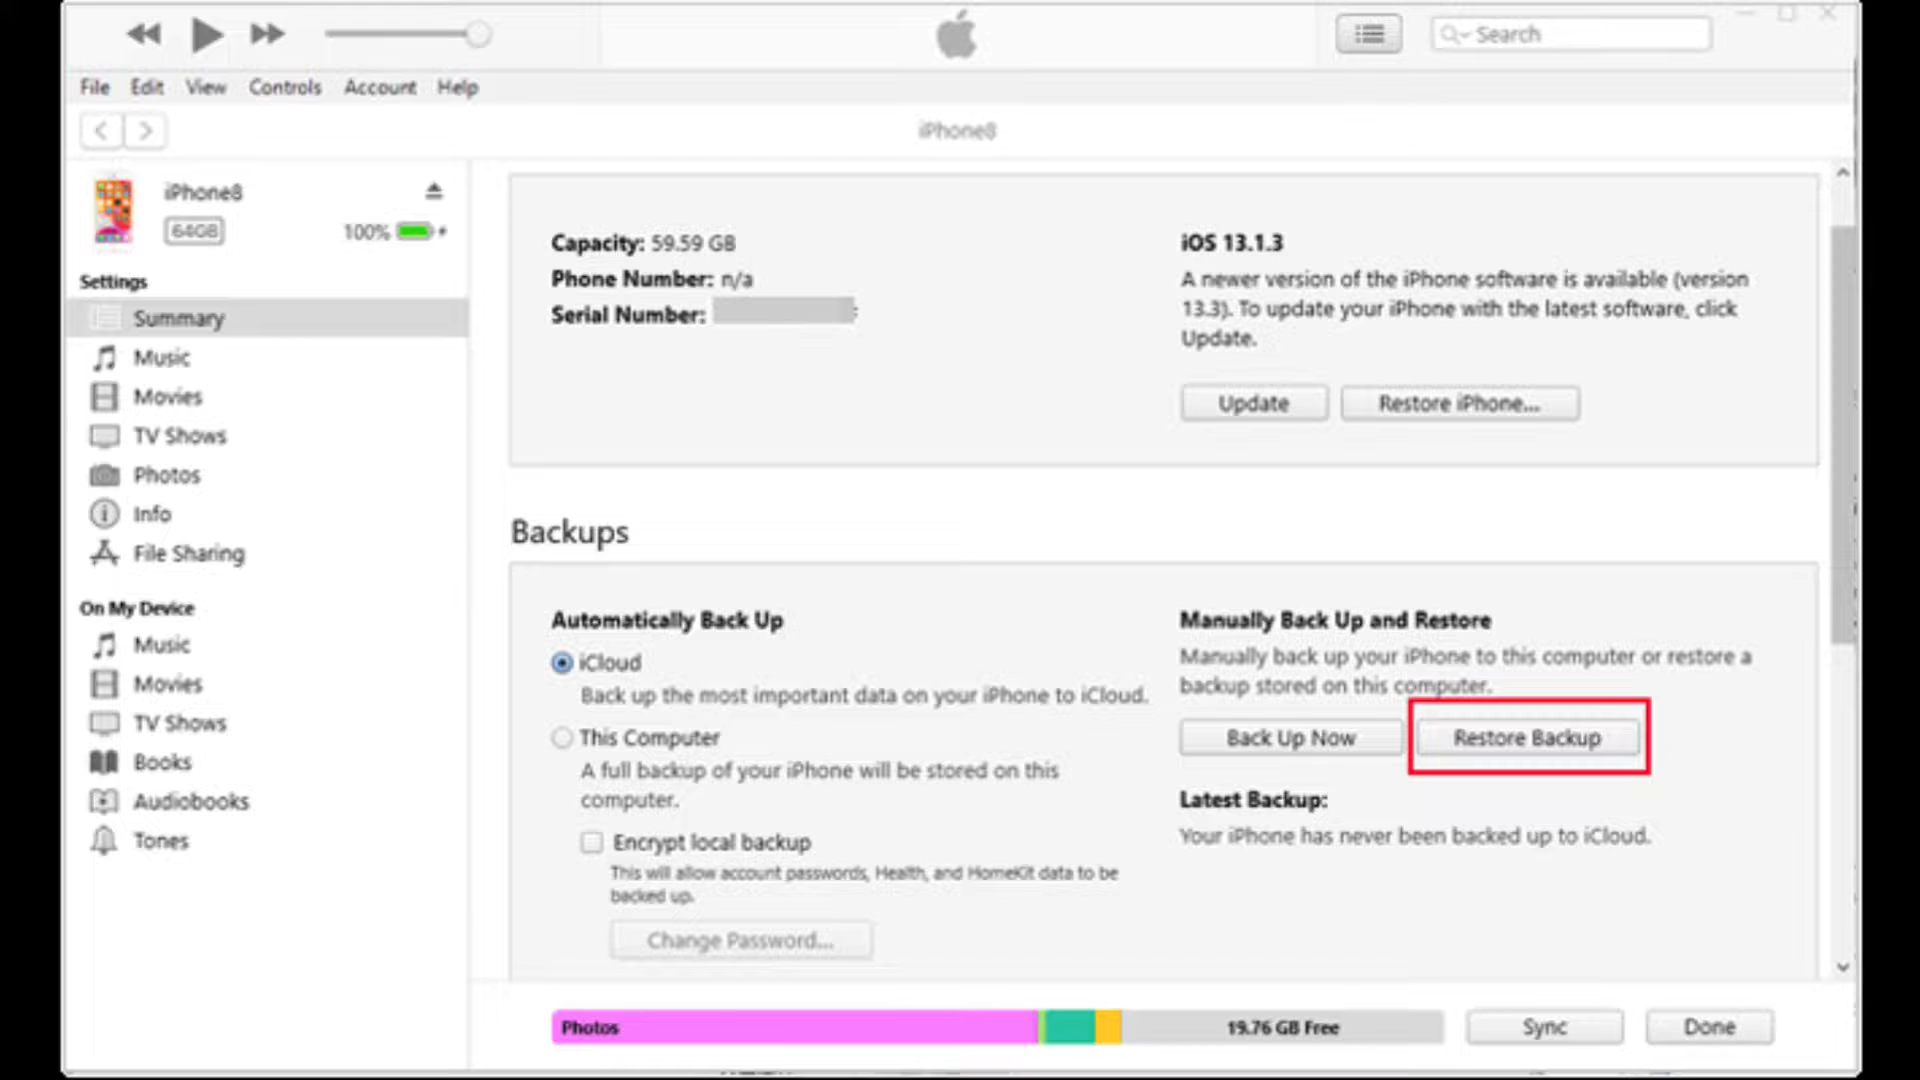 Search
File Edit View Controls Account Help
iPhone8
iPhone8
64GB 100%
Settings
Summary
Music
Movies
TV Shows
Photos
Info
File Sharing
On My Device
Music
Movies
TV Shows
Books
Audiobooks
Tones
Capacity: 59.59 GB
Phone Number: n/a
Serial Number:
iOS 13.1.3
A newer version of the iPhone software is available (version
13.3). To update your iPhone with the latest software, click
Update.
Update Restore iPhone...
Backups
Automatically Back Up
iCloud
Back up the most important data on your iPhone to iCloud.
This Computer
A full backup of your iPhone will be stored on this
computer.
Encrypt local backup
This will allow account passwords, Health, and HomeKit data to be
backed up.
Change Password...
Manually Back Up and Restore
Manually back up your iPhone to this computer or restore a
backup stored on this computer.
Back Up Now Restore Backup
Latest Backup:
Your iPhone has never been backed up to iCloud.
Photos 19.76 GB Free Sync Done